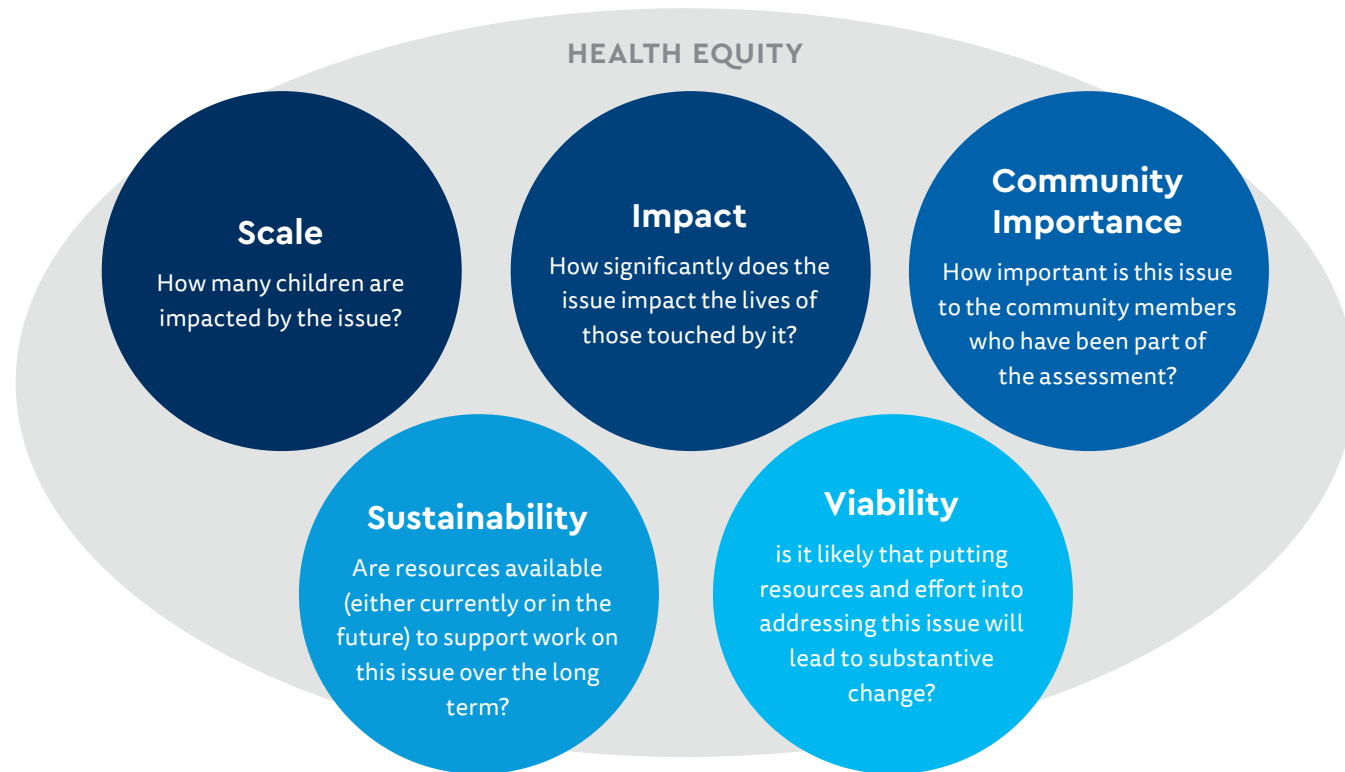 HEALTH EQUITY
Scale
How many children are
impacted by the issue?
Impact
How significantly does the
issue impact the lives of
those touched by it?
Community
Importance
How important is this issue
to the community members
who have been part of
the assessment?
Sustainability
Are resources available
(either currently or in the
future) to support work on
this issue over the long
term?
Viability
is it likely that putting
resources and effort into
addressing this issue will
lead to substantive
change?